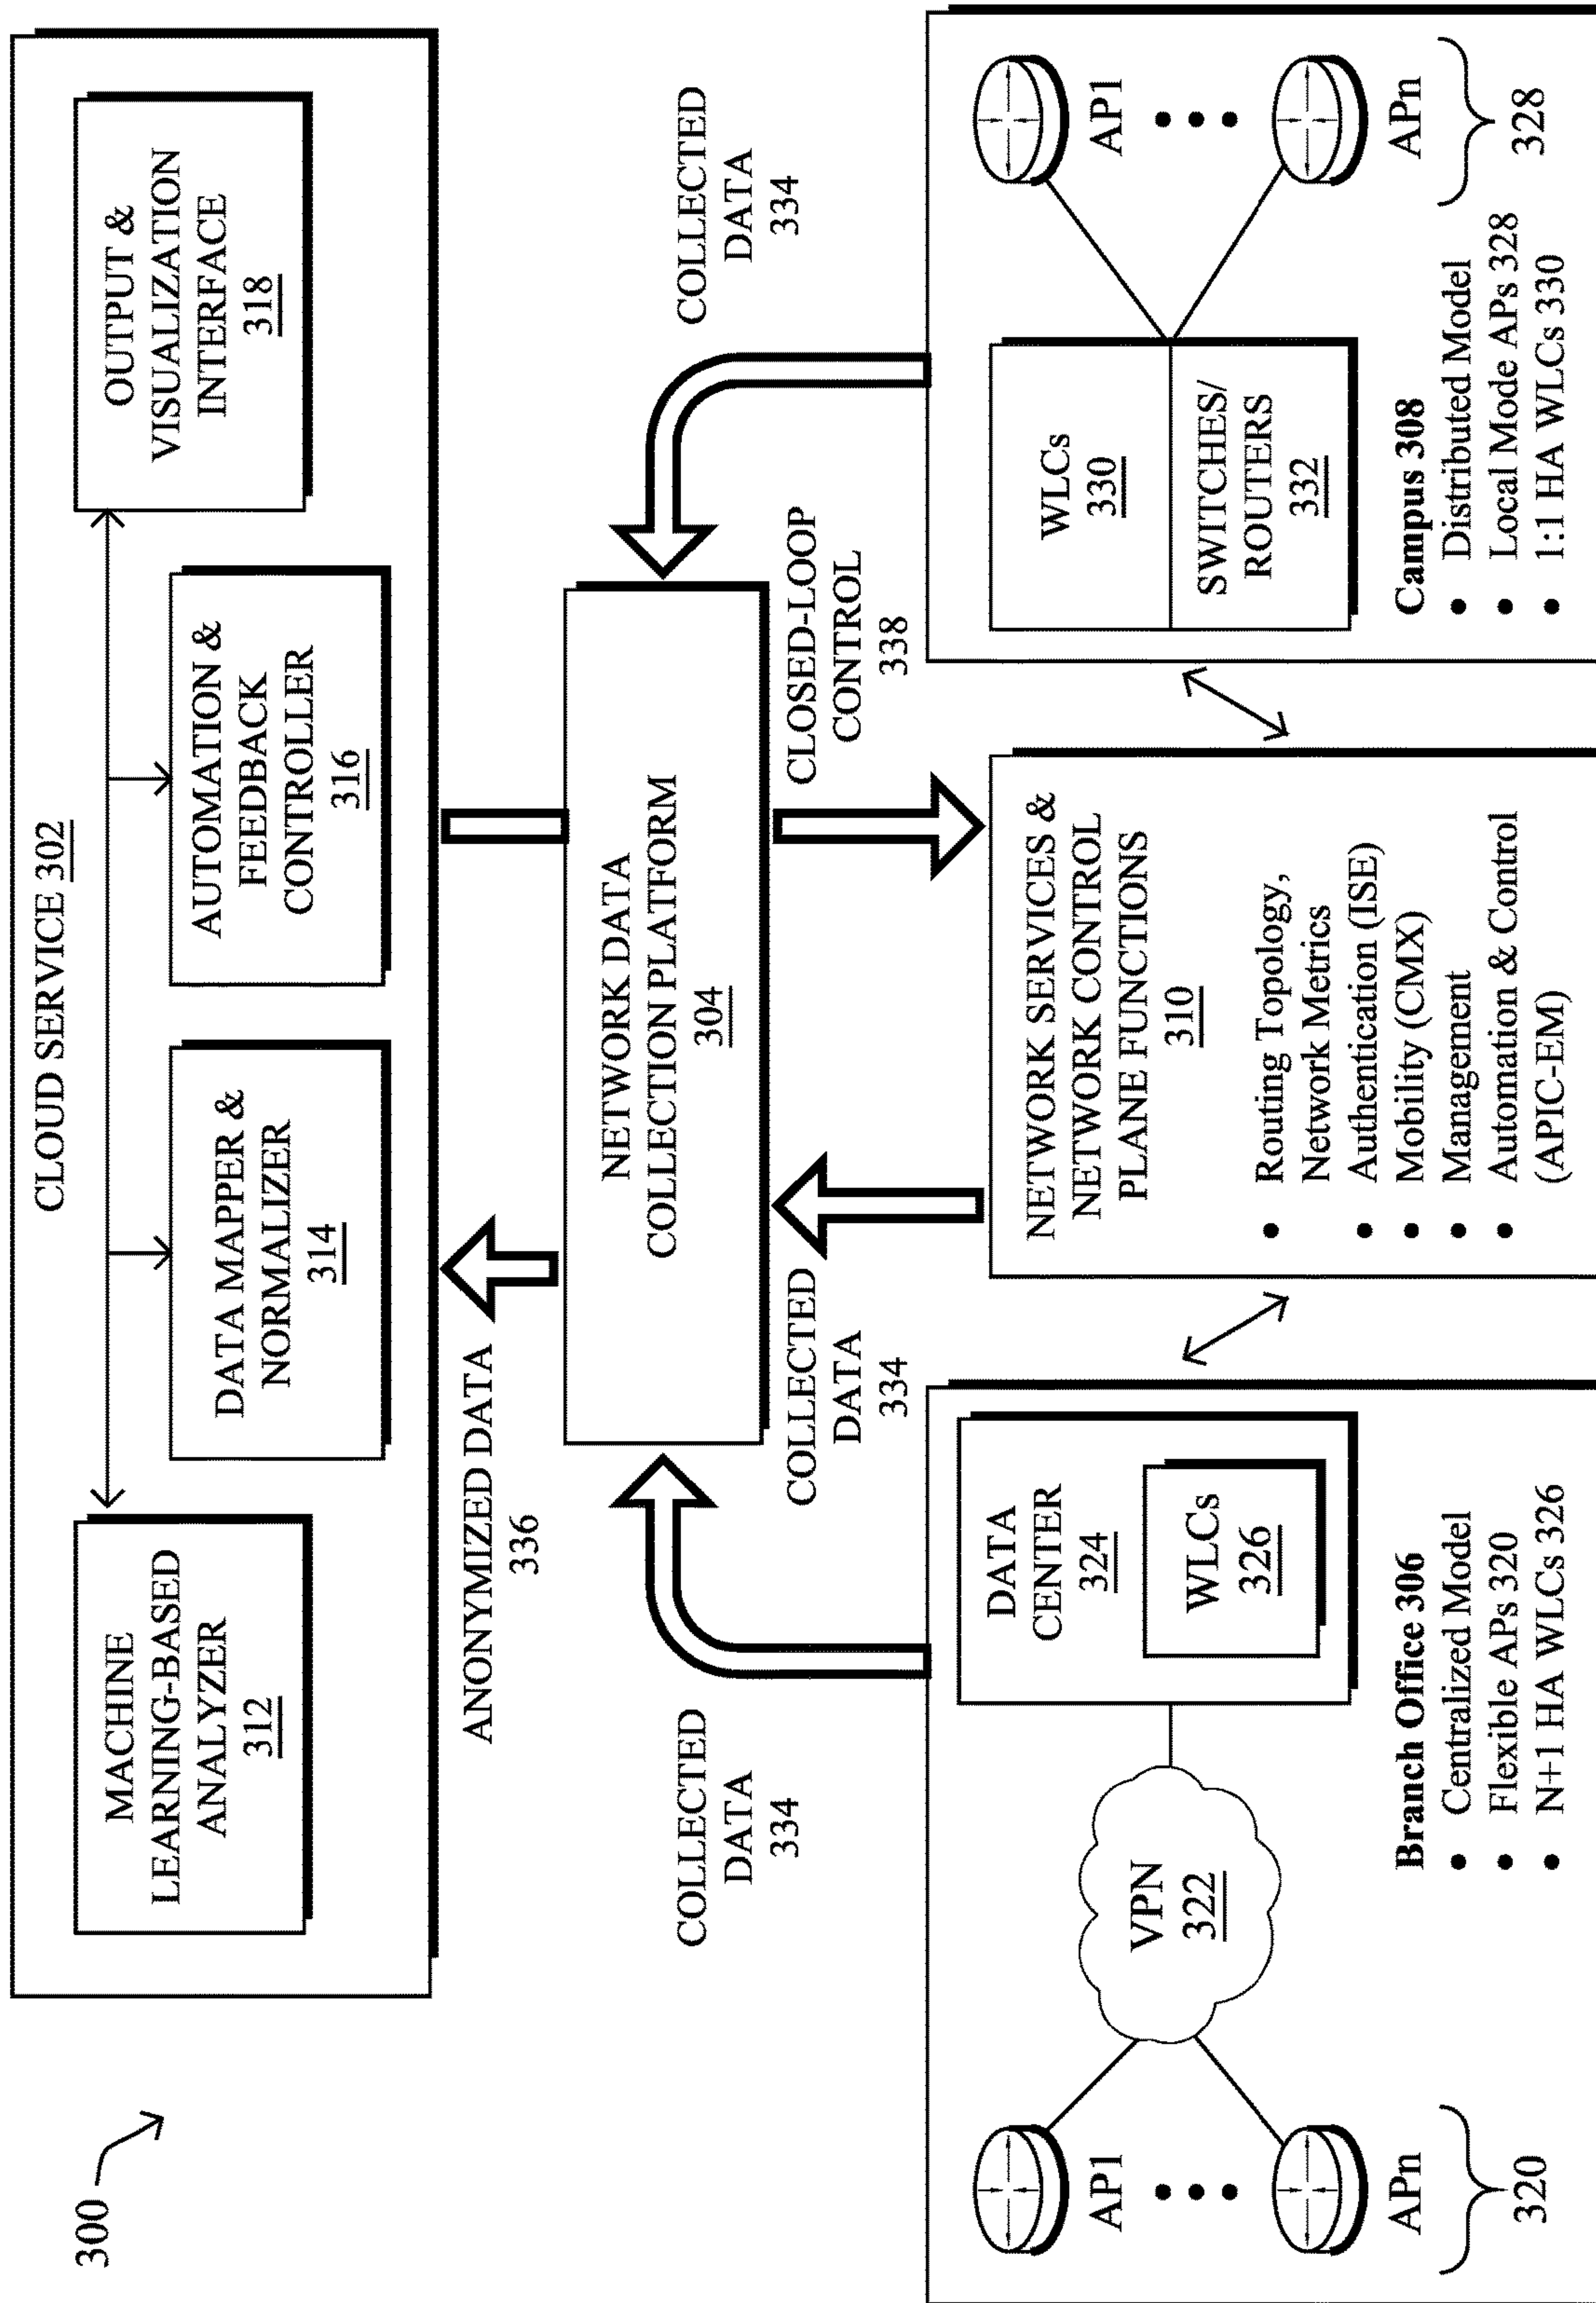 300
CLOUD SERVICE 302
MACHINE
LEARNING-BASED
ANALYZER
312
DATA MAPPER &
NORMALIZER
314
AUTOMATION &
FEEDBACK
CONTROLLER
316
OUTPUT &
VISUALIZATION
INTERFACE
318
ANONYMIZED DATA
336
COLLECTED
DATA
334
NETWORK DATA
COLLECTION PLATFORM
304
COLLECTED
DATA
334
COLLECTED
DATA
334
CLOSED-LOOP
CONTROL
338
AP1
APn
320
VPN
322
DATA
CENTER
324
WLCs
326
Branch Office 306
• Centralized Model
• Flexible APs 320
• N+1 HA WLCs 326
NETWORK SERVICES &
NETWORK CONTROL
PLANE FUNCTIONS
310
• Routing Topology,
Network Metrics
• Authentication (ISE)
• Mobility (CMX)
• Management
• Automation & Control
(APIC-EM)
WLCs
330
SWITCHES/
ROUTERS
332
AP1
APn
328
Campus 308
• Distributed Model
• Local Mode APs 328
• 1:1 HA WLCs 330